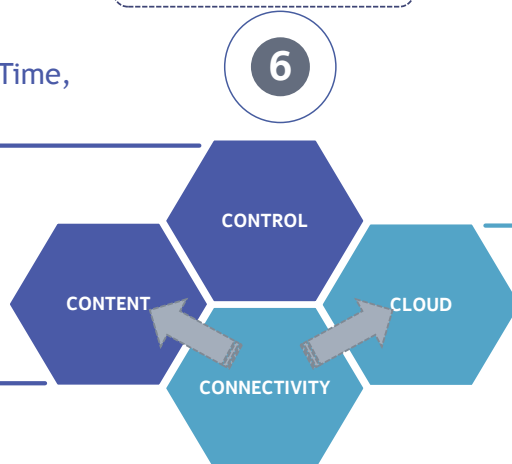 Time,
6
CONTROL
CONTENT
CLOUD
CONNECTIVITY